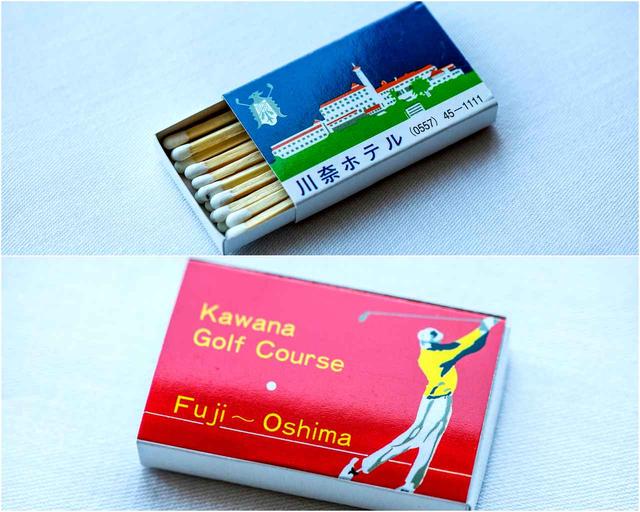 川奈ホテル (0557) 45-1111
Kawana
Golf Course
Fuji～Oshima